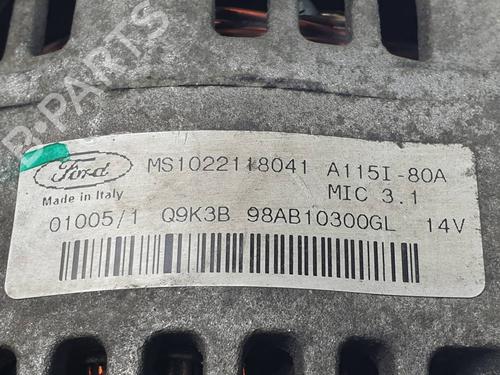 B-PARTS
Ford MS1022118041 A115I-80A
Made in Italy MIC 3.1
01005/1 Q9K3B 98AB10300GL 14V